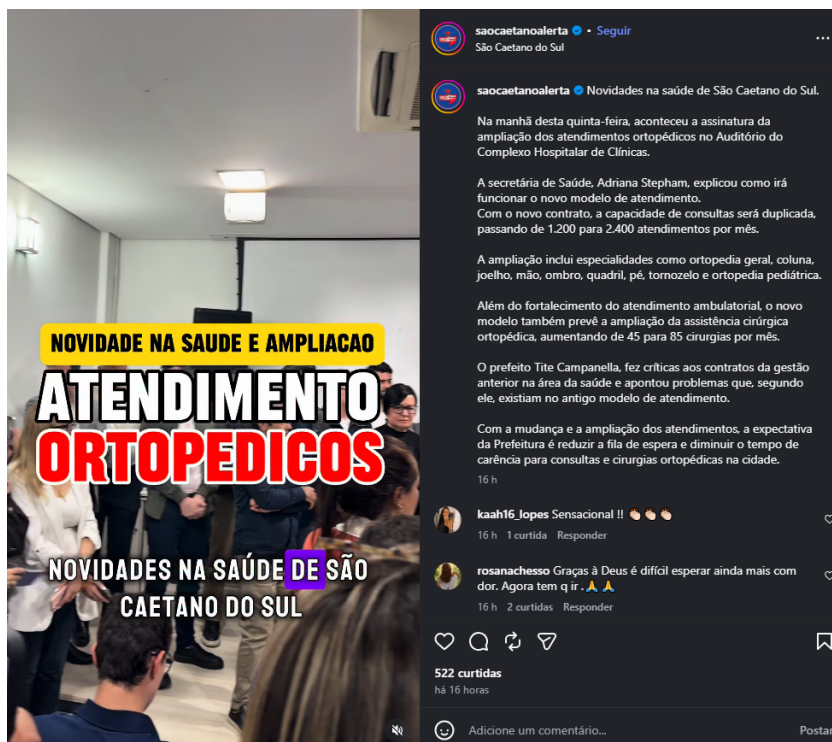 NOVIDADE NA SAUDE E AMPLIACAO
ATENDIMENTO
ORTOPEDICOS
NOVIDADES NA SAÚDE DE SÃO
CAETANO DO SUL
saocaetanoalerta • Seguir
São Caetano do Sul
saocaetanoalerta Novidades na saúde de São Caetano do Sul.
Na manhã desta quinta-feira, aconteceu a assinatura da
ampliação dos atendimentos ortopédicos no Auditório do
Complexo Hospitalar de Clínicas.
A secretária de Saúde, Adriana Stepham, explicou como irá
funcionar o novo modelo de atendimento.
Com o novo contrato, a capacidade de consultas será duplicada,
passando de 1.200 para 2.400 atendimentos por mês.
A ampliação inclui especialidades como ortopedia geral, coluna,
joelho, mão, ombro, quadril, pé, tornozelo e ortopedia pediátrica.
Além do fortalecimento do atendimento ambulatorial, o novo
modelo também prevê a ampliação da assistência cirúrgica
ortopédica, aumentando de 45 para 85 cirurgias por mês.
O prefeito Tite Campanella, fez críticas aos contratos da gestão
anterior na área da saúde e apontou problemas que, segundo
ele, existiam no antigo modelo de atendimento.
Com a mudança e a ampliação dos atendimentos, a expectativa
da Prefeitura é reduzir a fila de espera e diminuir o tempo de
carência para consultas e cirurgias ortopédicas na cidade.
16 h
kaah16_lopes Sensacional !! 👏🏻👏🏻👏🏻
16 h 1 curtida Responder
rosanachesso Graças à Deus é difícil esperar ainda mais com
dor. Agora tem q ir .🙏🙏
16 h 2 curtidas Responder
522 curtidas
há 16 horas
Adicione um comentário... Postar